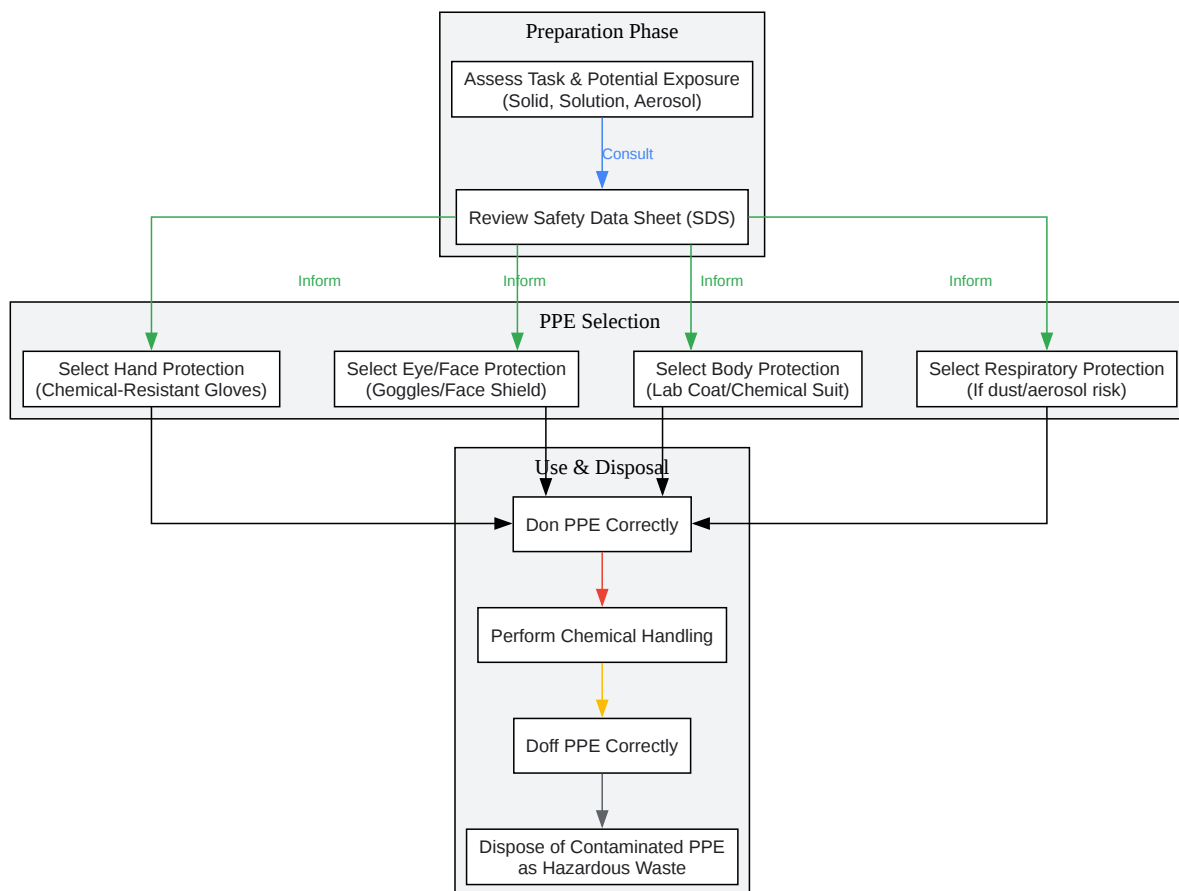 Preparation Phase
Assess Task & Potential Exposure
(Solid, Solution, Aerosol)
Consult
Review Safety Data Sheet (SDS)
Inform
Inform
Inform
Inform
PPE Selection
Select Hand Protection
(Chemical-Resistant Gloves)
Select Eye/Face Protection
(Goggles/Face Shield)
Select Body Protection
(Lab Coat/Chemical Suit)
Select Respiratory Protection
(If dust/aerosol risk)
Use & Disposal
Don PPE Correctly
Perform Chemical Handling
Doff PPE Correctly
Dispose of Contaminated PPE
as Hazardous Waste